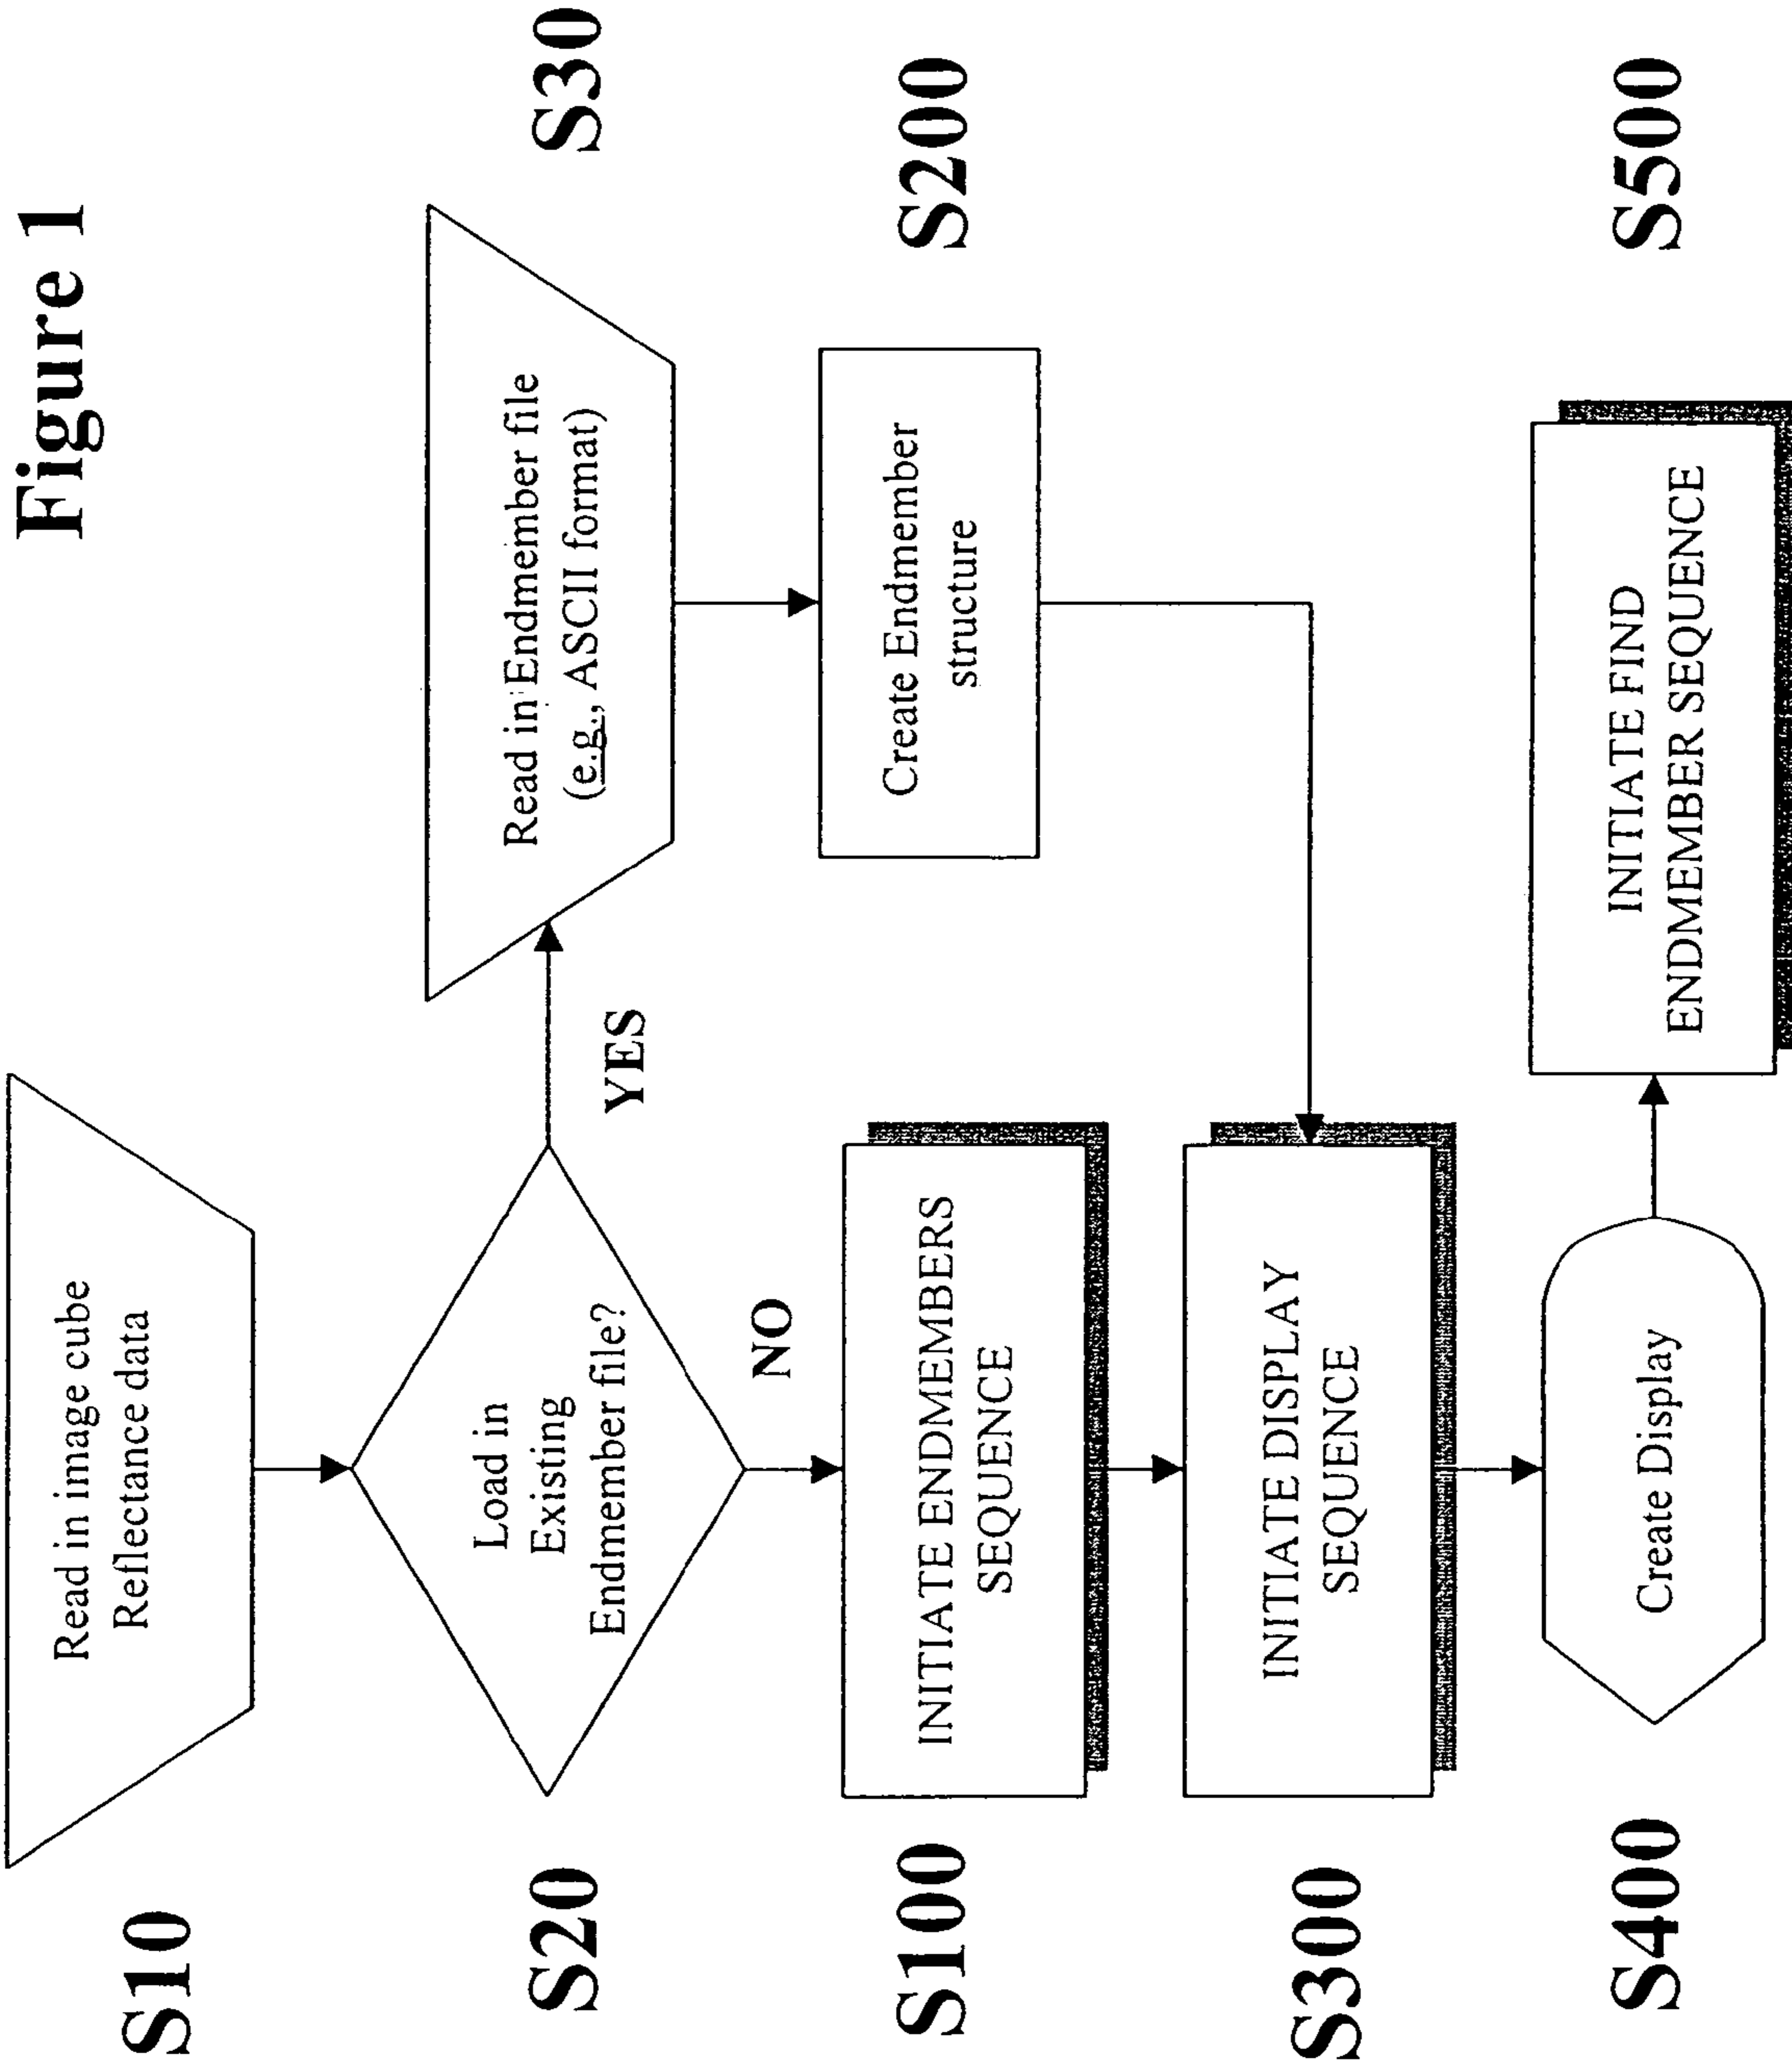 Figure 1
S10
Read in image cube
Reflectance data
S20
Load in
Existing
Endmember file?
YES
NO
S30
Read in Endmember file
(e.g., ASCII format)
S100
INITIATE ENDMEMBERS
SEQUENCE
S200
Create Endmember
structure
S300
INITIATE DISPLAY
SEQUENCE
S400
Create Display
S500
INITIATE FIND
ENDMEMBER SEQUENCE